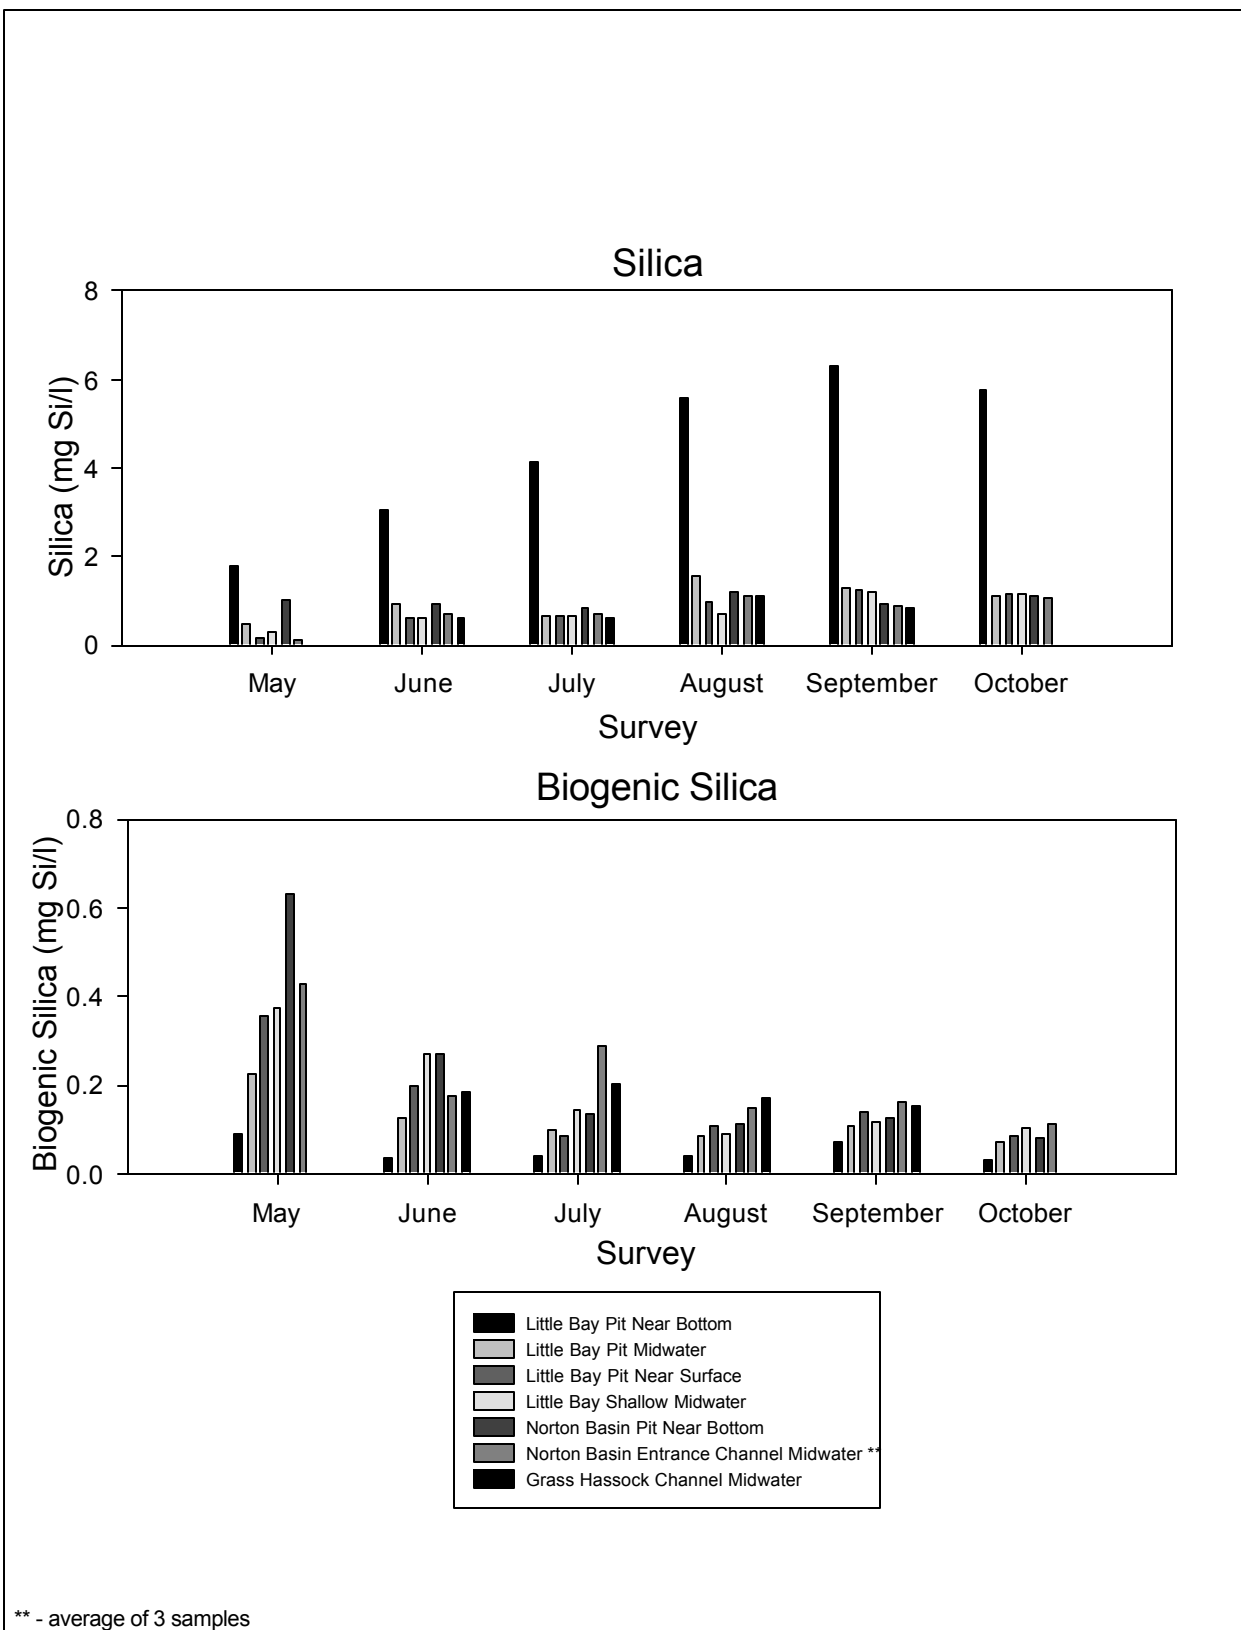 Silica
8
6
4
2
0
Silica (mg Si/l)
May June July August September October
Survey
Biogenic Silica
0.8
0.6
0.4
0.2
0.0
Biogenic Silica (mg Si/l)
May June July August September October
Survey
Little Bay Pit Near Bottom
Little Bay Pit Midwater
Little Bay Pit Near Surface
Little Bay Shallow Midwater
Norton Basin Pit Near Bottom
Norton Basin Entrance Channel Midwater **
Grass Hassock Channel Midwater
** - average of 3 samples